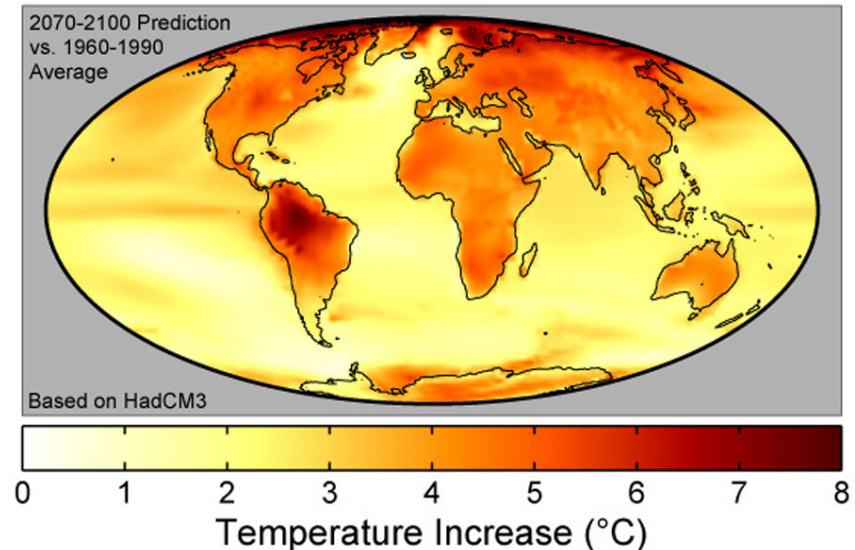 2070-2100 Prediction
vs. 1960-1990
Average
Based on HadCM3
0 1 2 3 4 5 6 7 8
Temperature Increase (°C)